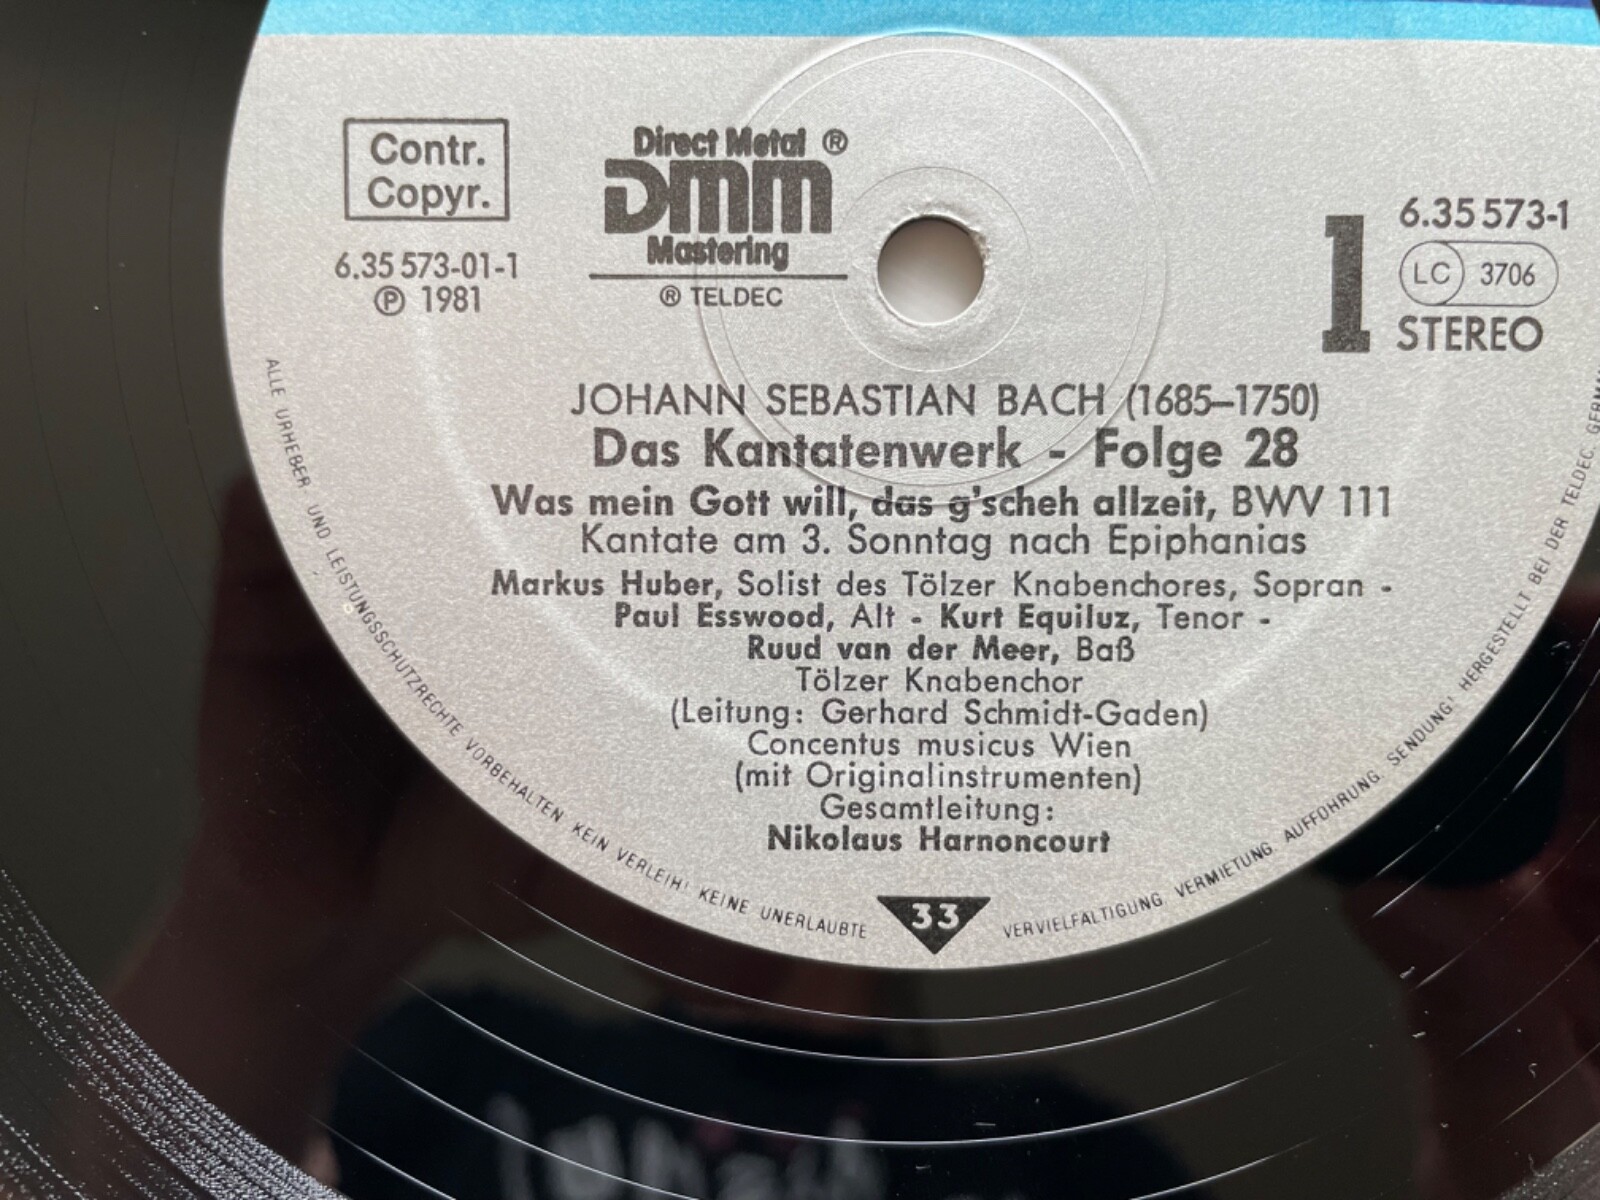 Contr.
Copyr.
6.35 573-01-1
Ⓟ 1981
Direct Metal ®
DMM
Mastering
® TELDEC
1
6.35 573-1
LC 3706
STEREO
JOHANN SEBASTIAN BACH (1685–1750)
Das Kantatenwerk - Folge 28
Was mein Gott will, das g'scheh allzeit, BWV 111
Kantate am 3. Sonntag nach Epiphanias
Markus Huber, Solist des Tölzer Knabenchores, Sopran -
Paul Esswood, Alt - Kurt Equiluz, Tenor -
Ruud van der Meer, Baß
Tölzer Knabenchor
(Leitung: Gerhard Schmidt-Gaden)
Concentus musicus Wien
(mit Originalinstrumenten)
Gesamtleitung:
Nikolaus Harnoncourt
33
ALLE URHEBER UND LEISTUNGSSCHUTZRECHTE VORBEHALTEN KEIN VERLEIH! KEINE UNERLAUBTE VERVIELFÄLTIGUNG, VERMIETUNG, AUFFÜHRUNG, SENDUNG! HERGESTELLT BEI DER TELDEC.